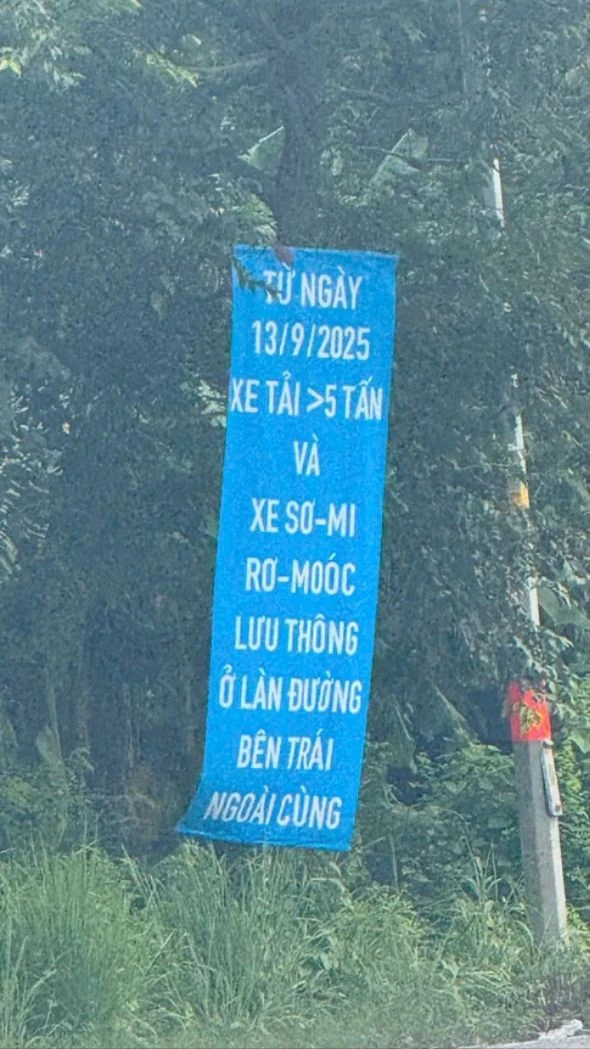 TỪ NGÀY
13/9/2025
XE TẢI >5 TẤN
VÀ
XE SƠ-MI
RƠ-MOÓC
LƯU THÔNG
Ở LÀN ĐƯỜNG
BÊN TRÁI
NGOÀI CÙNG